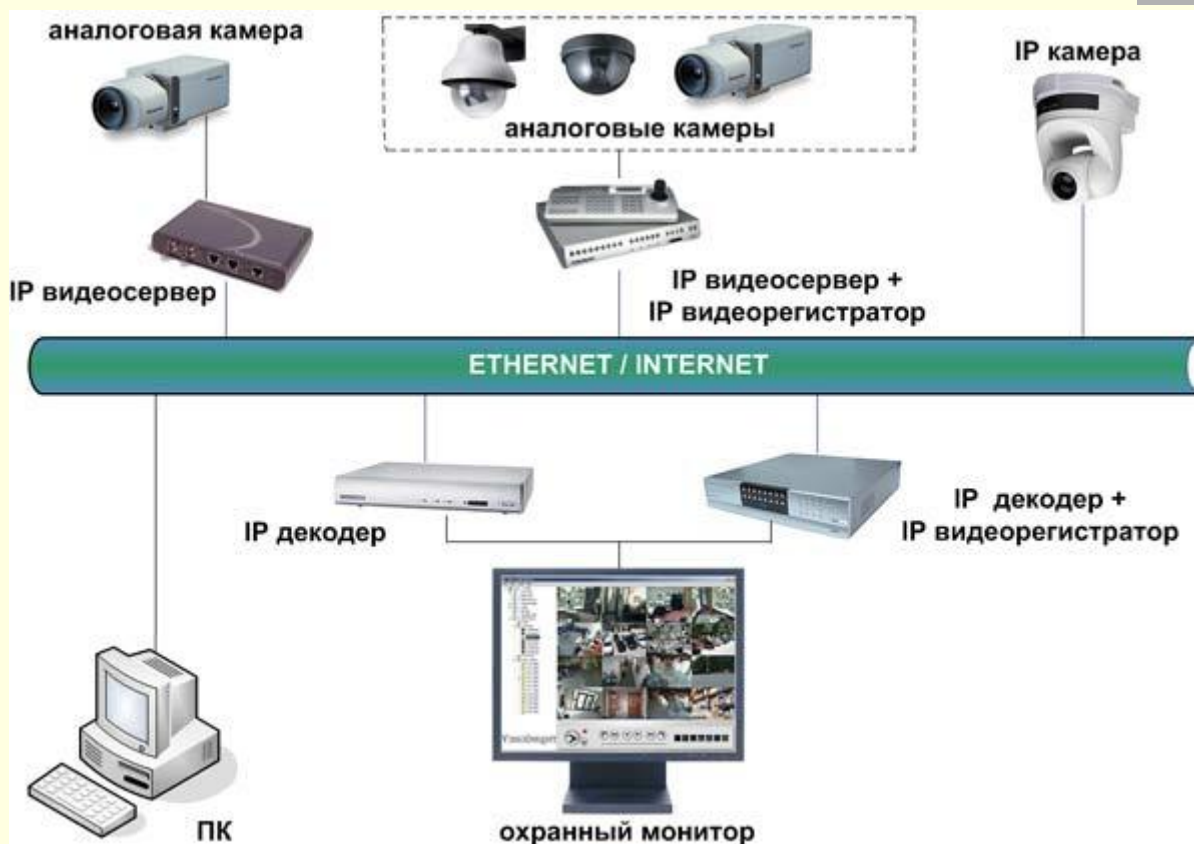 аналоговая камера
аналоговые камеры
IP камера
IP видеосервер
IP видеосервер +
IP видеорегистратор
ETHERNET / INTERNET
IP декодер
IP декодер +
IP видеорегистратор
ПК
охранный монитор